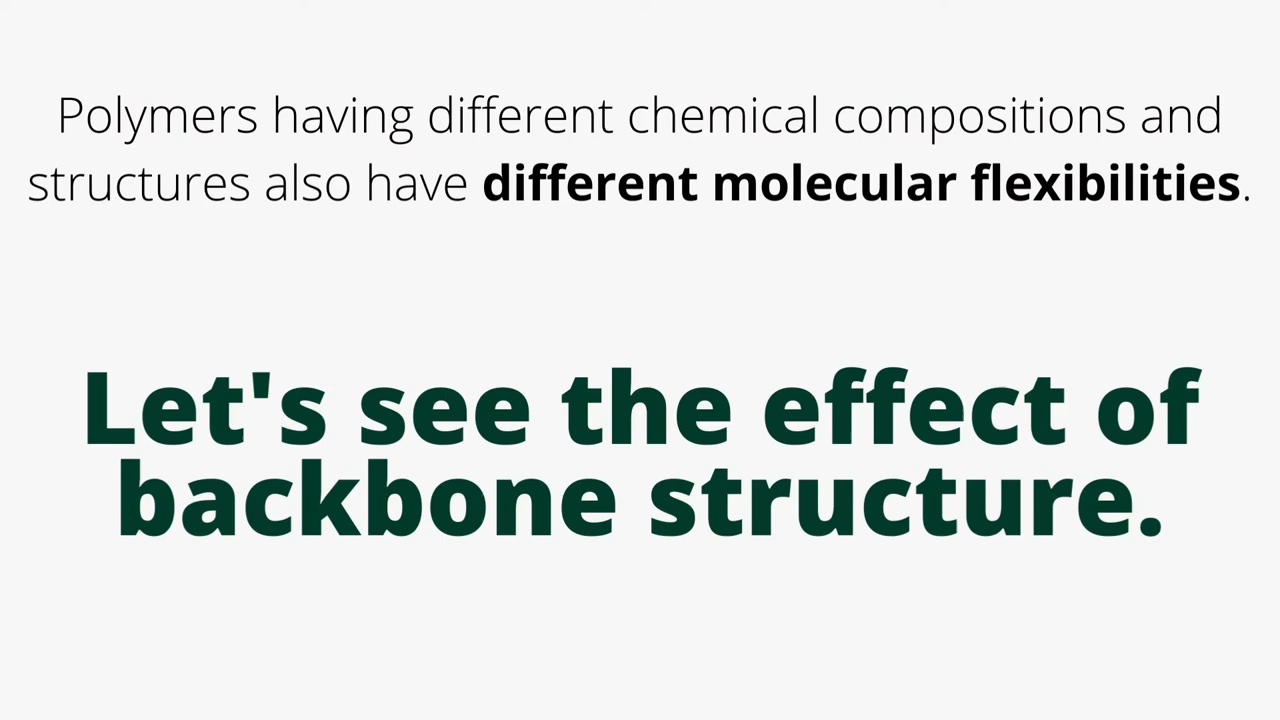 Polymers having different chemical compositions and
structures also have different molecular flexibilities.
Let's see the effect of
backbone structure.